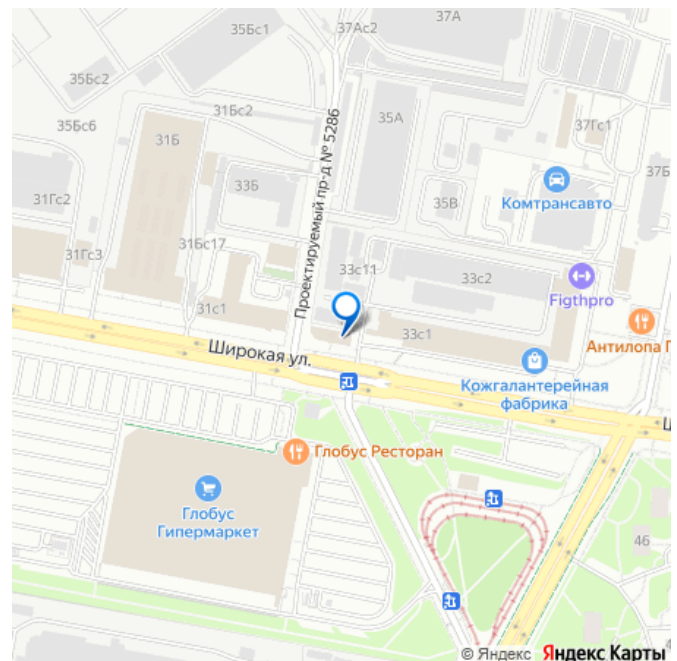 37А
35Бс1
37Ас2
35Бс2
31Бс2
35А
37Гс1
35Бс6
31Б
Проектируемый пр-д № 5286
33Б
37Б
Комтрансавто
31Гс2
35В
31Бс17
31Гс3
33с11
33с2
Figthpro
31с1
33с1
Антилопа Г
Широкая ул.
Кожгалантерейная
фабрика
Ш
Глобус Ресторан
Глобус
Гипермаркет
46
© Яндекс Яндекс Карты